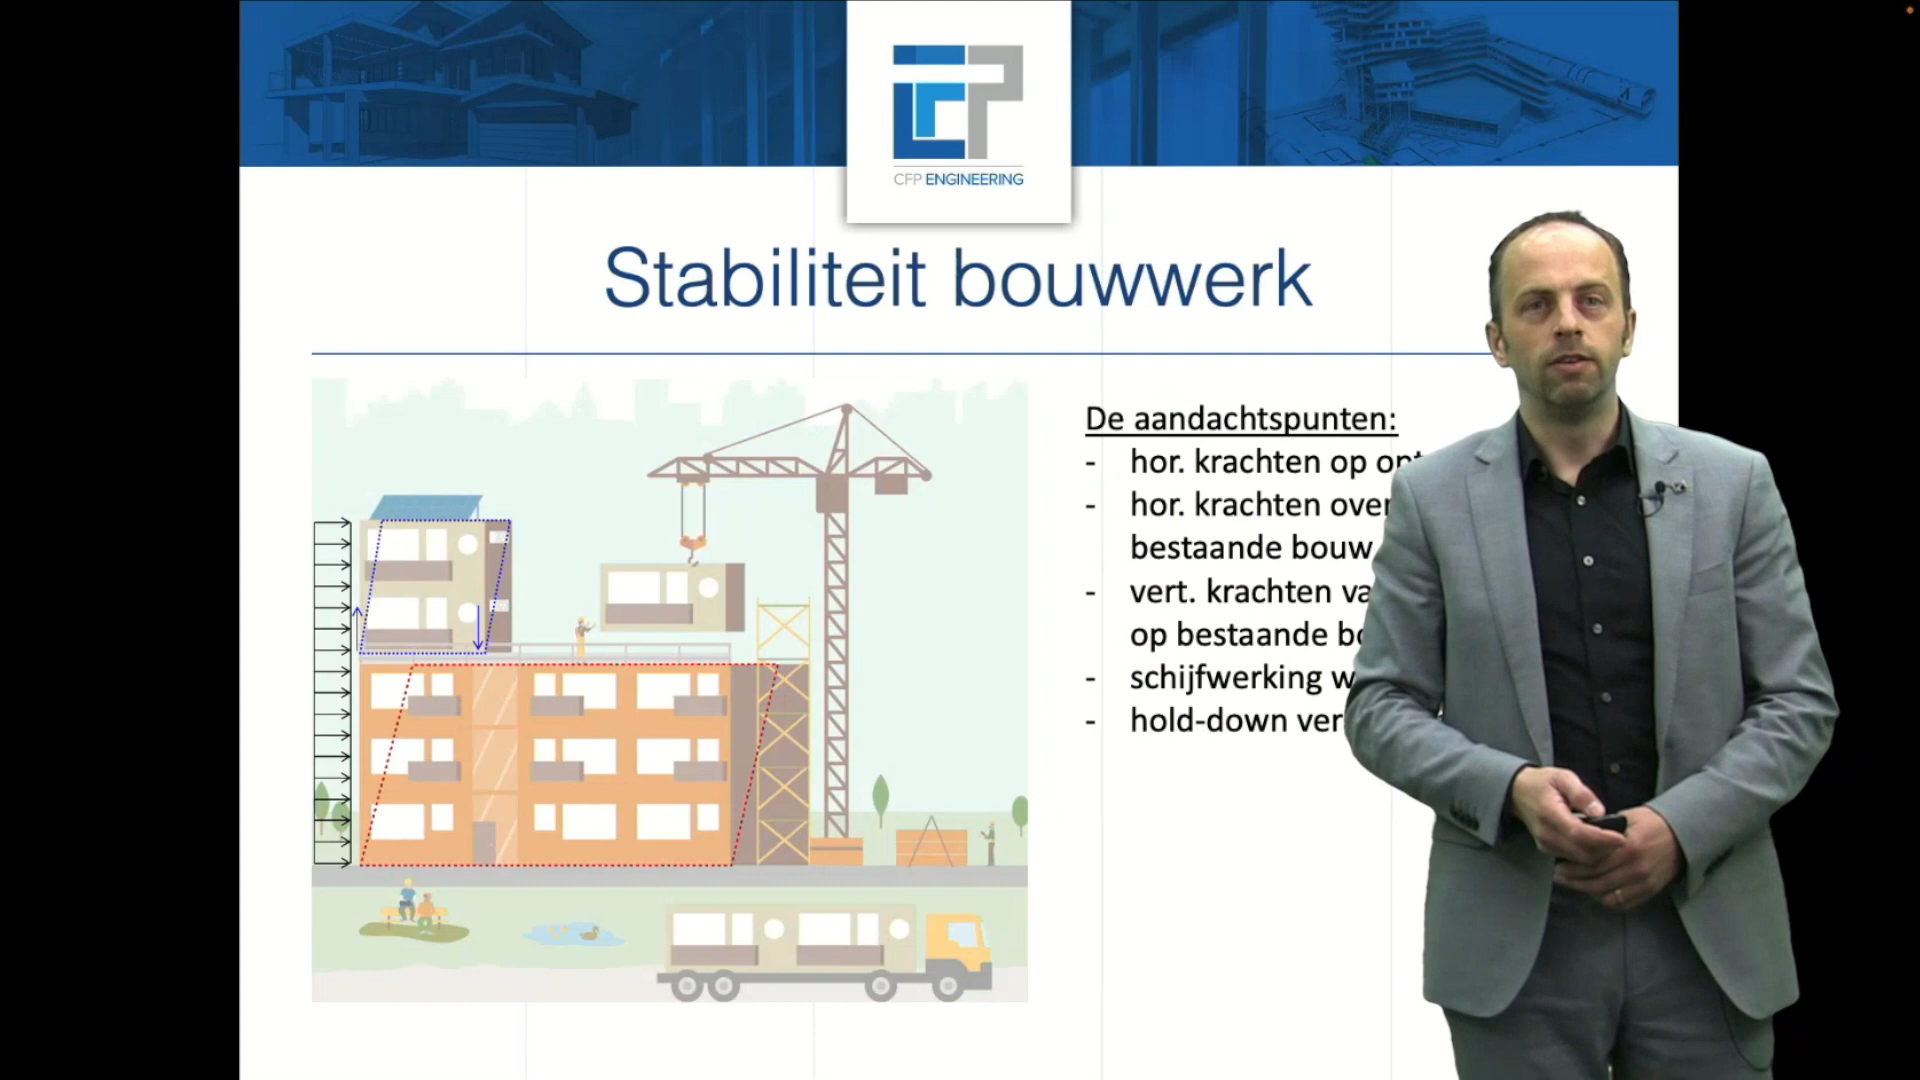 CFP ENGINEERING
Stabiliteit bouwwerk
De aandachtspunten:
- hor. krachten op
- hor. krachten
bestaande bouw
- vert. krachten
op bestaande
- schijfwerking
- hold-down